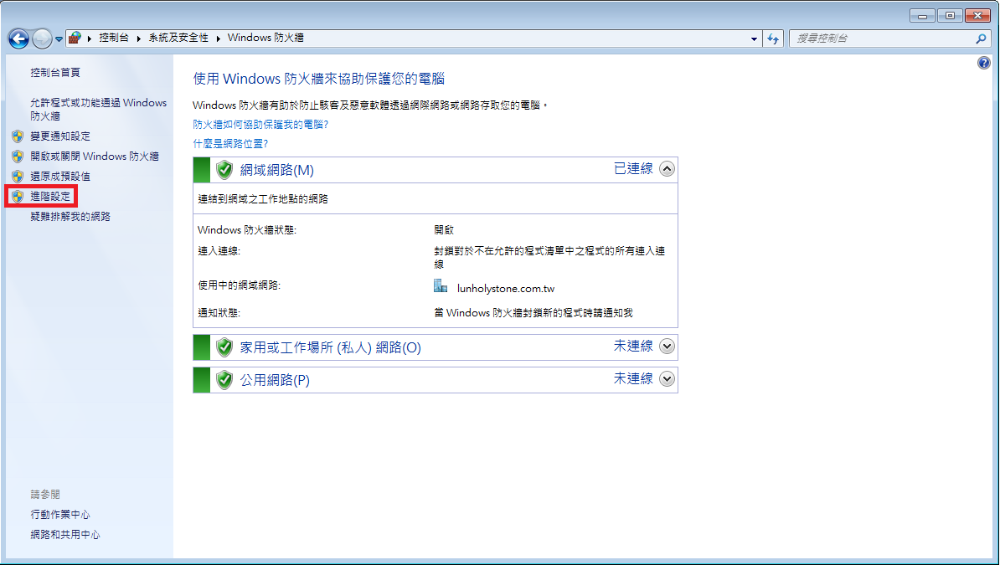 控制台 ▸ 系統及安全性 ▸ Windows 防火牆
搜尋控制台
控制台首頁
允許程式或功能通過 Windows
防火牆
變更通知設定
開啟或關閉 Windows 防火牆
還原成預設值
進階設定
疑難排解我的網路
請參閱
行動作業中心
網路和共用中心
使用 Windows 防火牆來協助保護您的電腦
Windows 防火牆有助於防止駭客及惡意軟體透過網際網路或網路存取您的電腦。
防火牆如何協助保護我的電腦?
什麼是網路位置?
網域網路(M) 已連線
連結到網域之工作地點的網路
Windows 防火牆狀態: 開啟
連入連線: 封鎖對於不在允許的程式清單中之程式的所有連入連
線
使用中的網域網路: lunholystone.com.tw
通知狀態: 當 Windows 防火牆封鎖新的程式時請通知我
家用或工作場所 (私人) 網路(O) 未連線
公用網路(P) 未連線